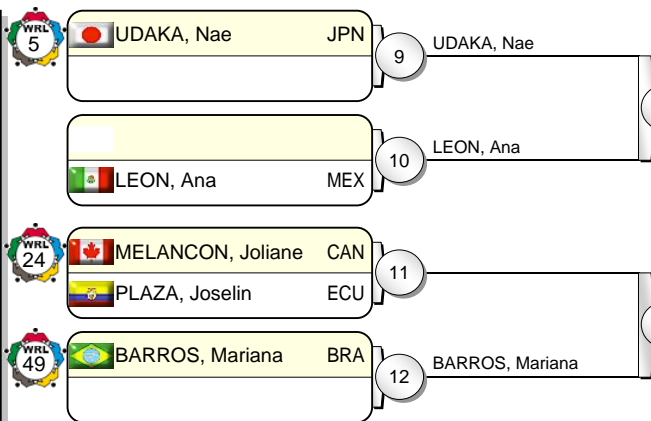 WRL
5
UDAKA, Nae JPN
9
UDAKA, Nae
10
LEON, Ana
LEON, Ana MEX
WRL
24
MELANCON, Joliane CAN
11
PLAZA, Joselin ECU
WRL
49
BARROS, Mariana BRA
12
BARROS, Mariana